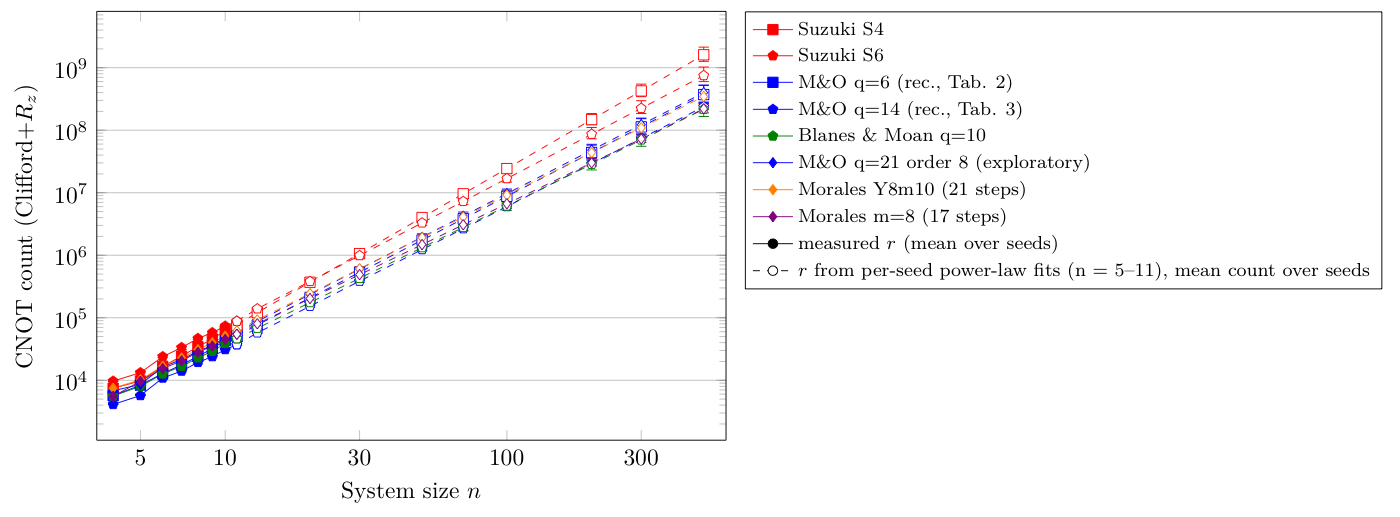 CNOT count (Clifford+R_z)
10^9
10^8
10^7
10^6
10^5
10^4
5 10 30 100 300
System size n
Suzuki S4
Suzuki S6
M&O q=6 (rec., Tab. 2)
M&O q=14 (rec., Tab. 3)
Blanes & Moan q=10
M&O q=21 order 8 (exploratory)
Morales Y8m10 (21 steps)
Morales m=8 (17 steps)
measured r (mean over seeds)
r from per-seed power-law fits (n = 5–11), mean count over seeds